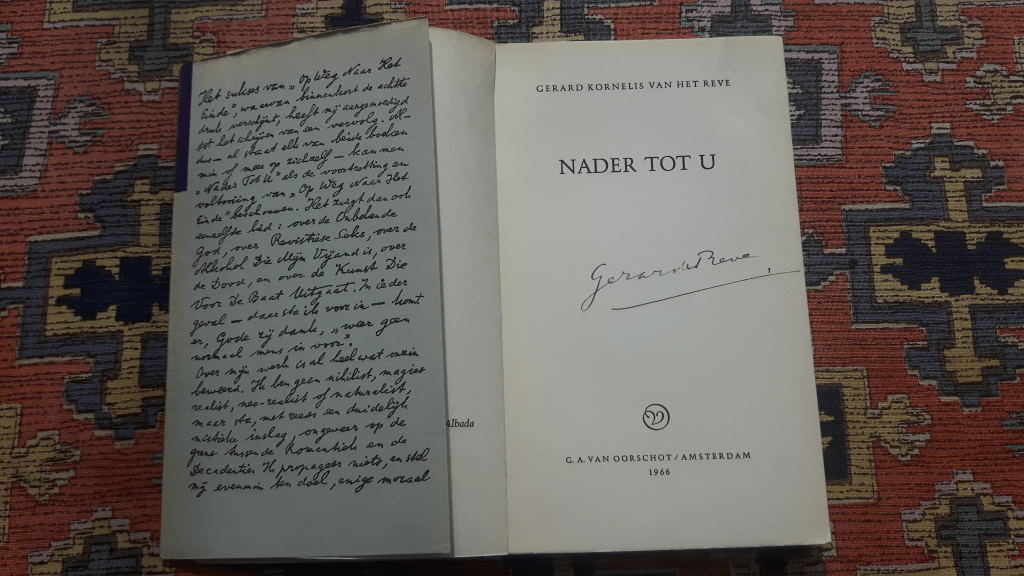 Het sukses van „Op Weg Naar Het
Einde”, waarvan binnenkort de achtste
druk verschijnt, heeft mij aangemoedigd
tot het schrijven van een vervolg. Al-
dus – al staat elk van beide boeken
min of meer op zichzelf – kan men
„Nader Tot U” als de voortzetting en
voltooiing van „Op Weg Naar Het
Einde” beschouwen. Het zingt dan ook
eenzelfde lied: over de Onbekende
God, over Revistiese Seks, over de
Alkohol Die Mijn Vijand is, over
de Dood, en over de Kunst Die
Voor De Baat Uitgaat. In ieder
geval – daar sta ik voor in – komt
er, Gode zij dank, „weer geen
normaal mens in voor”.
Over mijn werk is al heel wat onzin
beweerd. Ik ben geen nihilist, magies
realist, neo-realist of naturalist,
maar sta, met reeds een duidelijk
mistieke inslag, ongeveer op de
grens tussen de Romantiek en de
Decadentie. Ik propageer niets, en stel
mij evenmin ten doel, enige moraal
Albada
GERARD KORNELIS VAN HET REVE
NADER TOT U
Gerard Reve
G. A. VAN OORSCHOT / AMSTERDAM
1966